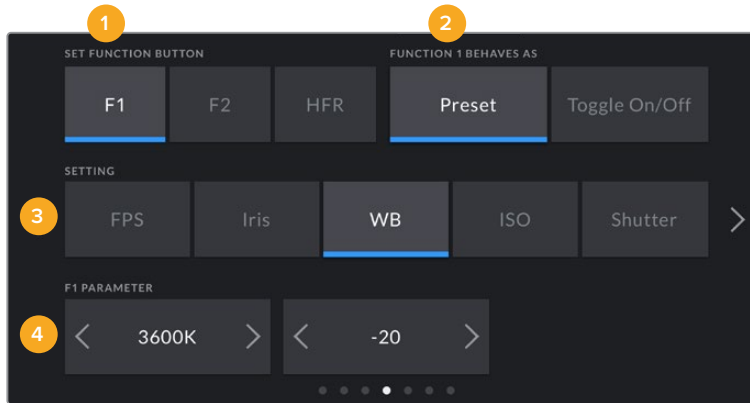 1 2
SET FUNCTION BUTTON FUNCTION 1 BEHAVES AS
F1 F2 HFR Preset Toggle On/Off
SETTING
3 FPS Iris WB ISO Shutter
F1 PARAMETER
4 3600K -20